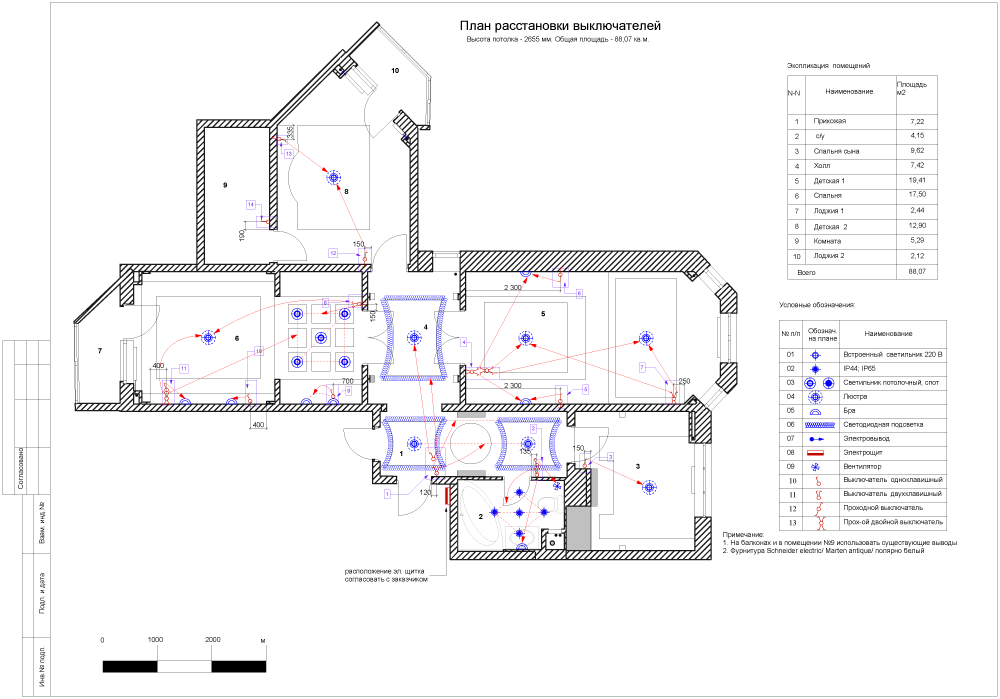 План расстановки выключателей
Высота потолка - 2655 мм. Общая площадь - 88,07 кв.м.
Экспликация помещений
N-N Наименование Площадь м2
1 Прихожая 7,22
2 с/у 4,15
3 Спальня сына 9,62
4 Холл 7,42
5 Детская 1 19,41
6 Спальня 17,50
7 Лоджия 1 2,44
8 Детская 2 12,90
9 Комната 5,29
10 Лоджия 2 2,12
Всего 88,07
Условные обозначения:
№ п/п Обознач. на плане Наименование
01 Встроенный светильник 220 В
02 IP44; IP65
03 Светильник потолочный, спот
04 Люстра
05 Бра
06 Светодиодная подсветка
07 Электровывод
08 Электрощит
09 Вентилятор
10 Выключатель одноклавишный
11 Выключатель двухклавишный
12 Проходной выключатель
13 Прох-ой двойной выключатель
Примечание:
1. На балконах и в помещении №9 использовать существующие выводы
2. Фурнитура Schneider electric/ Marten antique/ полярно белый
10
335
13
8
9
14
190
150
12
2 300
6
5
8
150
4
6
7
10
4
11
400
7
250
700
9
2 300
5
400
2
135
150
3
3
1
1
120
2
расположение эл. щитка
согласовать с заказчиком
0 1000 2000 м
Согласовано
Взам. инд.№
Подп. и дата
Инв.№ подл.